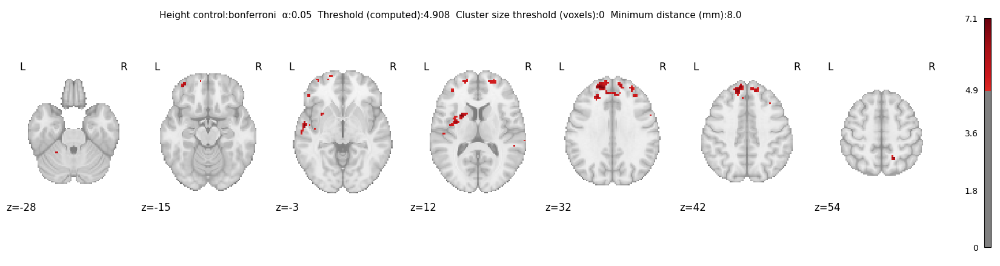 Height control:bonferroni  α:0.05  Threshold (computed):4.908  Cluster size threshold (voxels):0  Minimum distance (mm):8.0
7.1
L R L R L R L R L R L R L R
4.9
3.6
1.8
z=-28 z=-15 z=-3 z=12 z=32 z=42 z=54
0